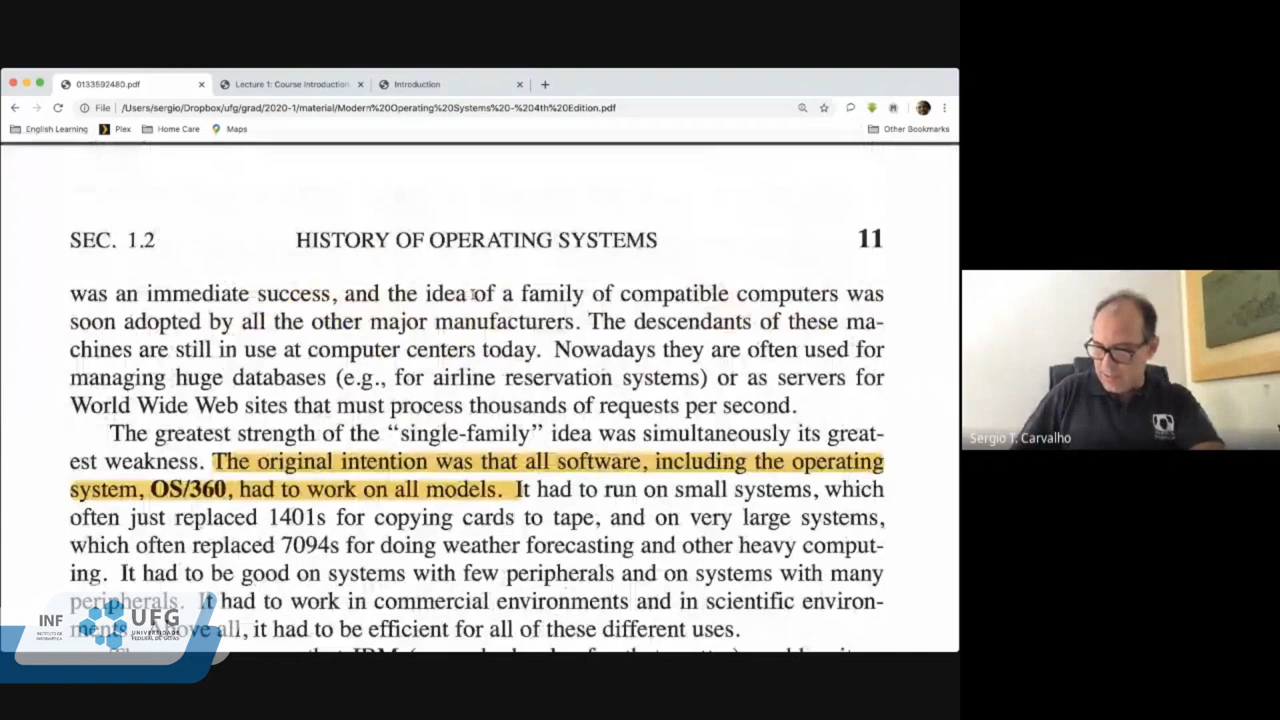 0133592480.pdf
Lecture 1: Course Introduction
Introduction
File
/Users/sergio/Dropbox/ufg/grad/2020-1/material/Modern%20Operating%20Systems%20-%204th%20Edition.pdf
English Learning
Plex
Home Care
Maps
Other Bookmarks
SEC. 1.2
HISTORY OF OPERATING SYSTEMS
11
was an immediate success, and the idea of a family of compatible computers was
soon adopted by all the other major manufacturers. The descendants of these ma-
chines are still in use at computer centers today. Nowadays they are often used for
managing huge databases (e.g., for airline reservation systems) or as servers for
World Wide Web sites that must process thousands of requests per second.
The greatest strength of the “single-family” idea was simultaneously its great-
est weakness. The original intention was that all software, including the operating
system, OS/360, had to work on all models. It had to run on small systems, which
often just replaced 1401s for copying cards to tape, and on very large systems,
which often replaced 7094s for doing weather forecasting and other heavy comput-
ing. It had to be good on systems with few peripherals and on systems with many
peripherals. It had to work in commercial environments and in scientific environ-
ments. Above all, it had to be efficient for all of these different uses.
Sergio T. Carvalho
INF
INSTITUTO DE
INFORMÁTICA
UFG
UNIVERSIDADE
FEDERAL DE GOIÁS